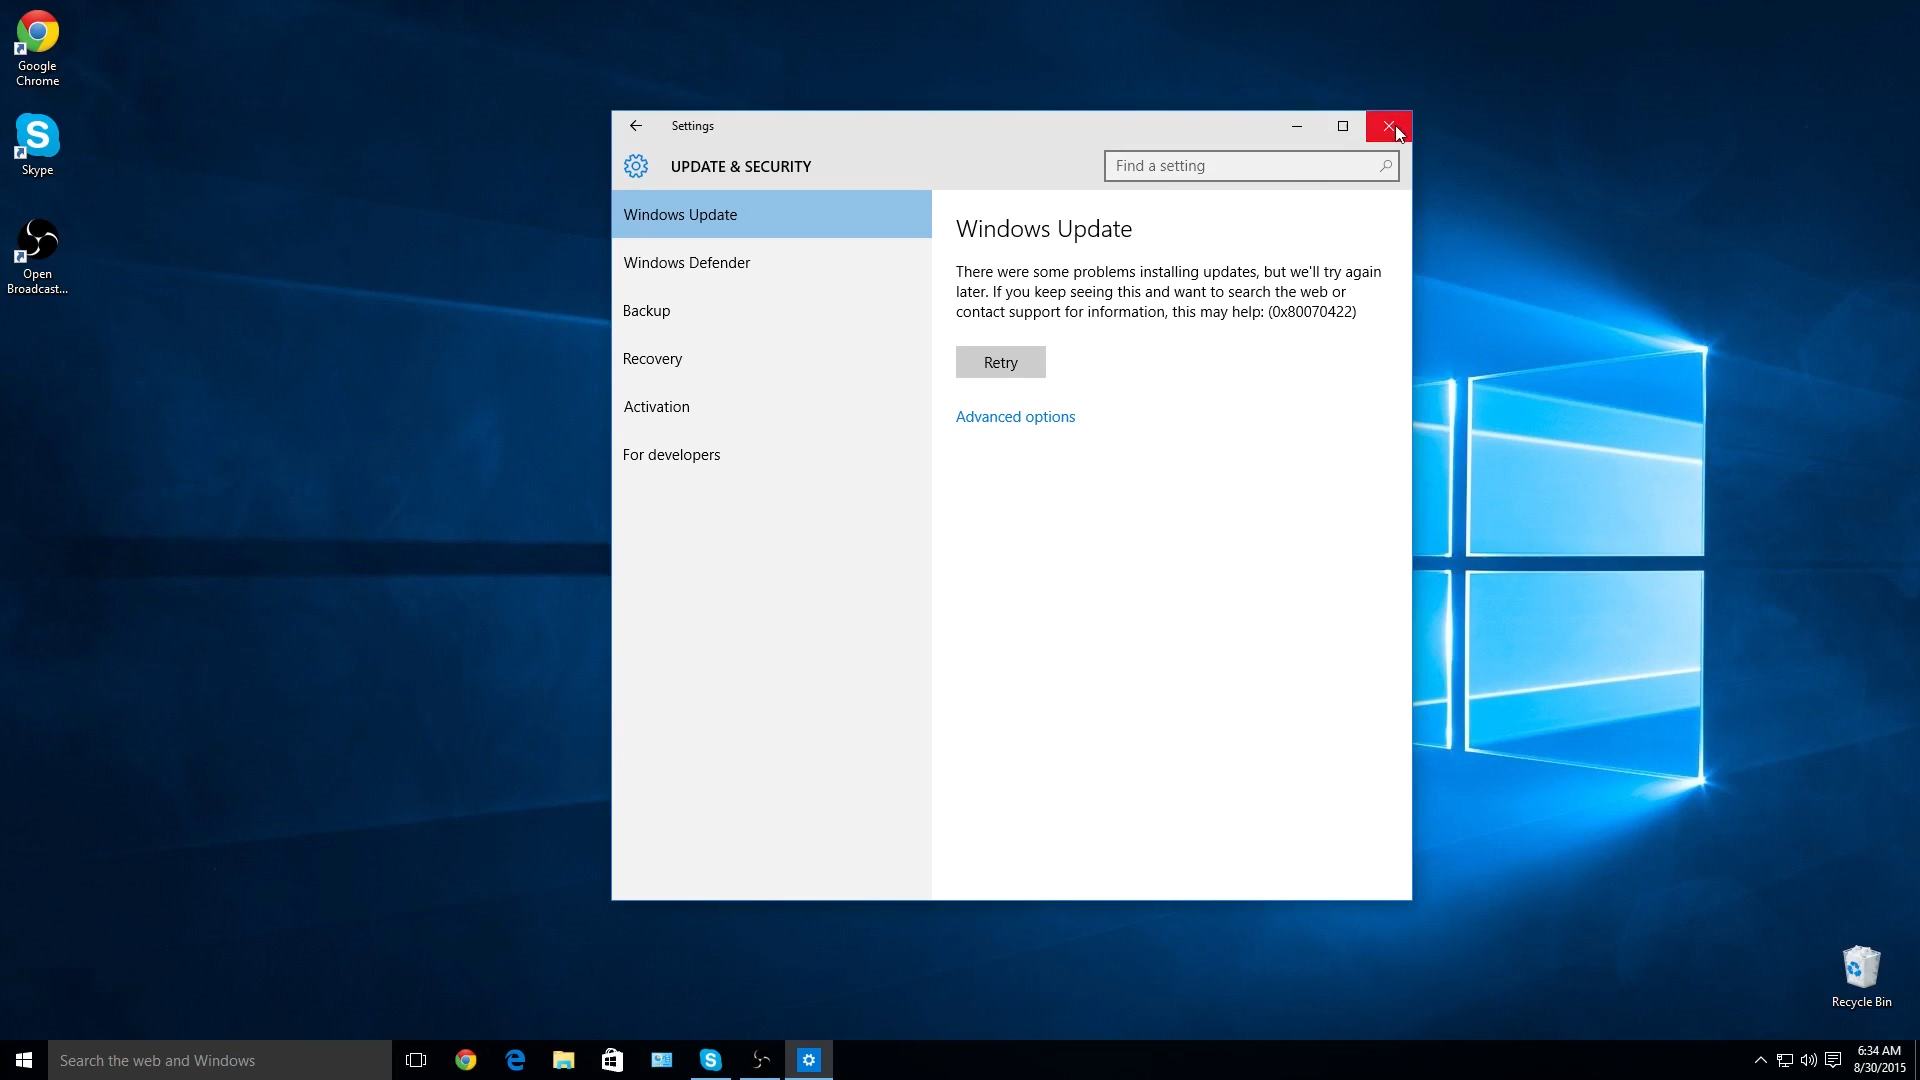 Google
Chrome
Skype
Open
Broadcast...
Settings
UPDATE & SECURITY
Find a setting
Windows Update
Windows Defender
Backup
Recovery
Activation
For developers
Windows Update
There were some problems installing updates, but we'll try again
later. If you keep seeing this and want to search the web or
contact support for information, this may help: (0x80070422)
Retry
Advanced options
Recycle Bin
Search the web and Windows
6:34 AM
8/30/2015